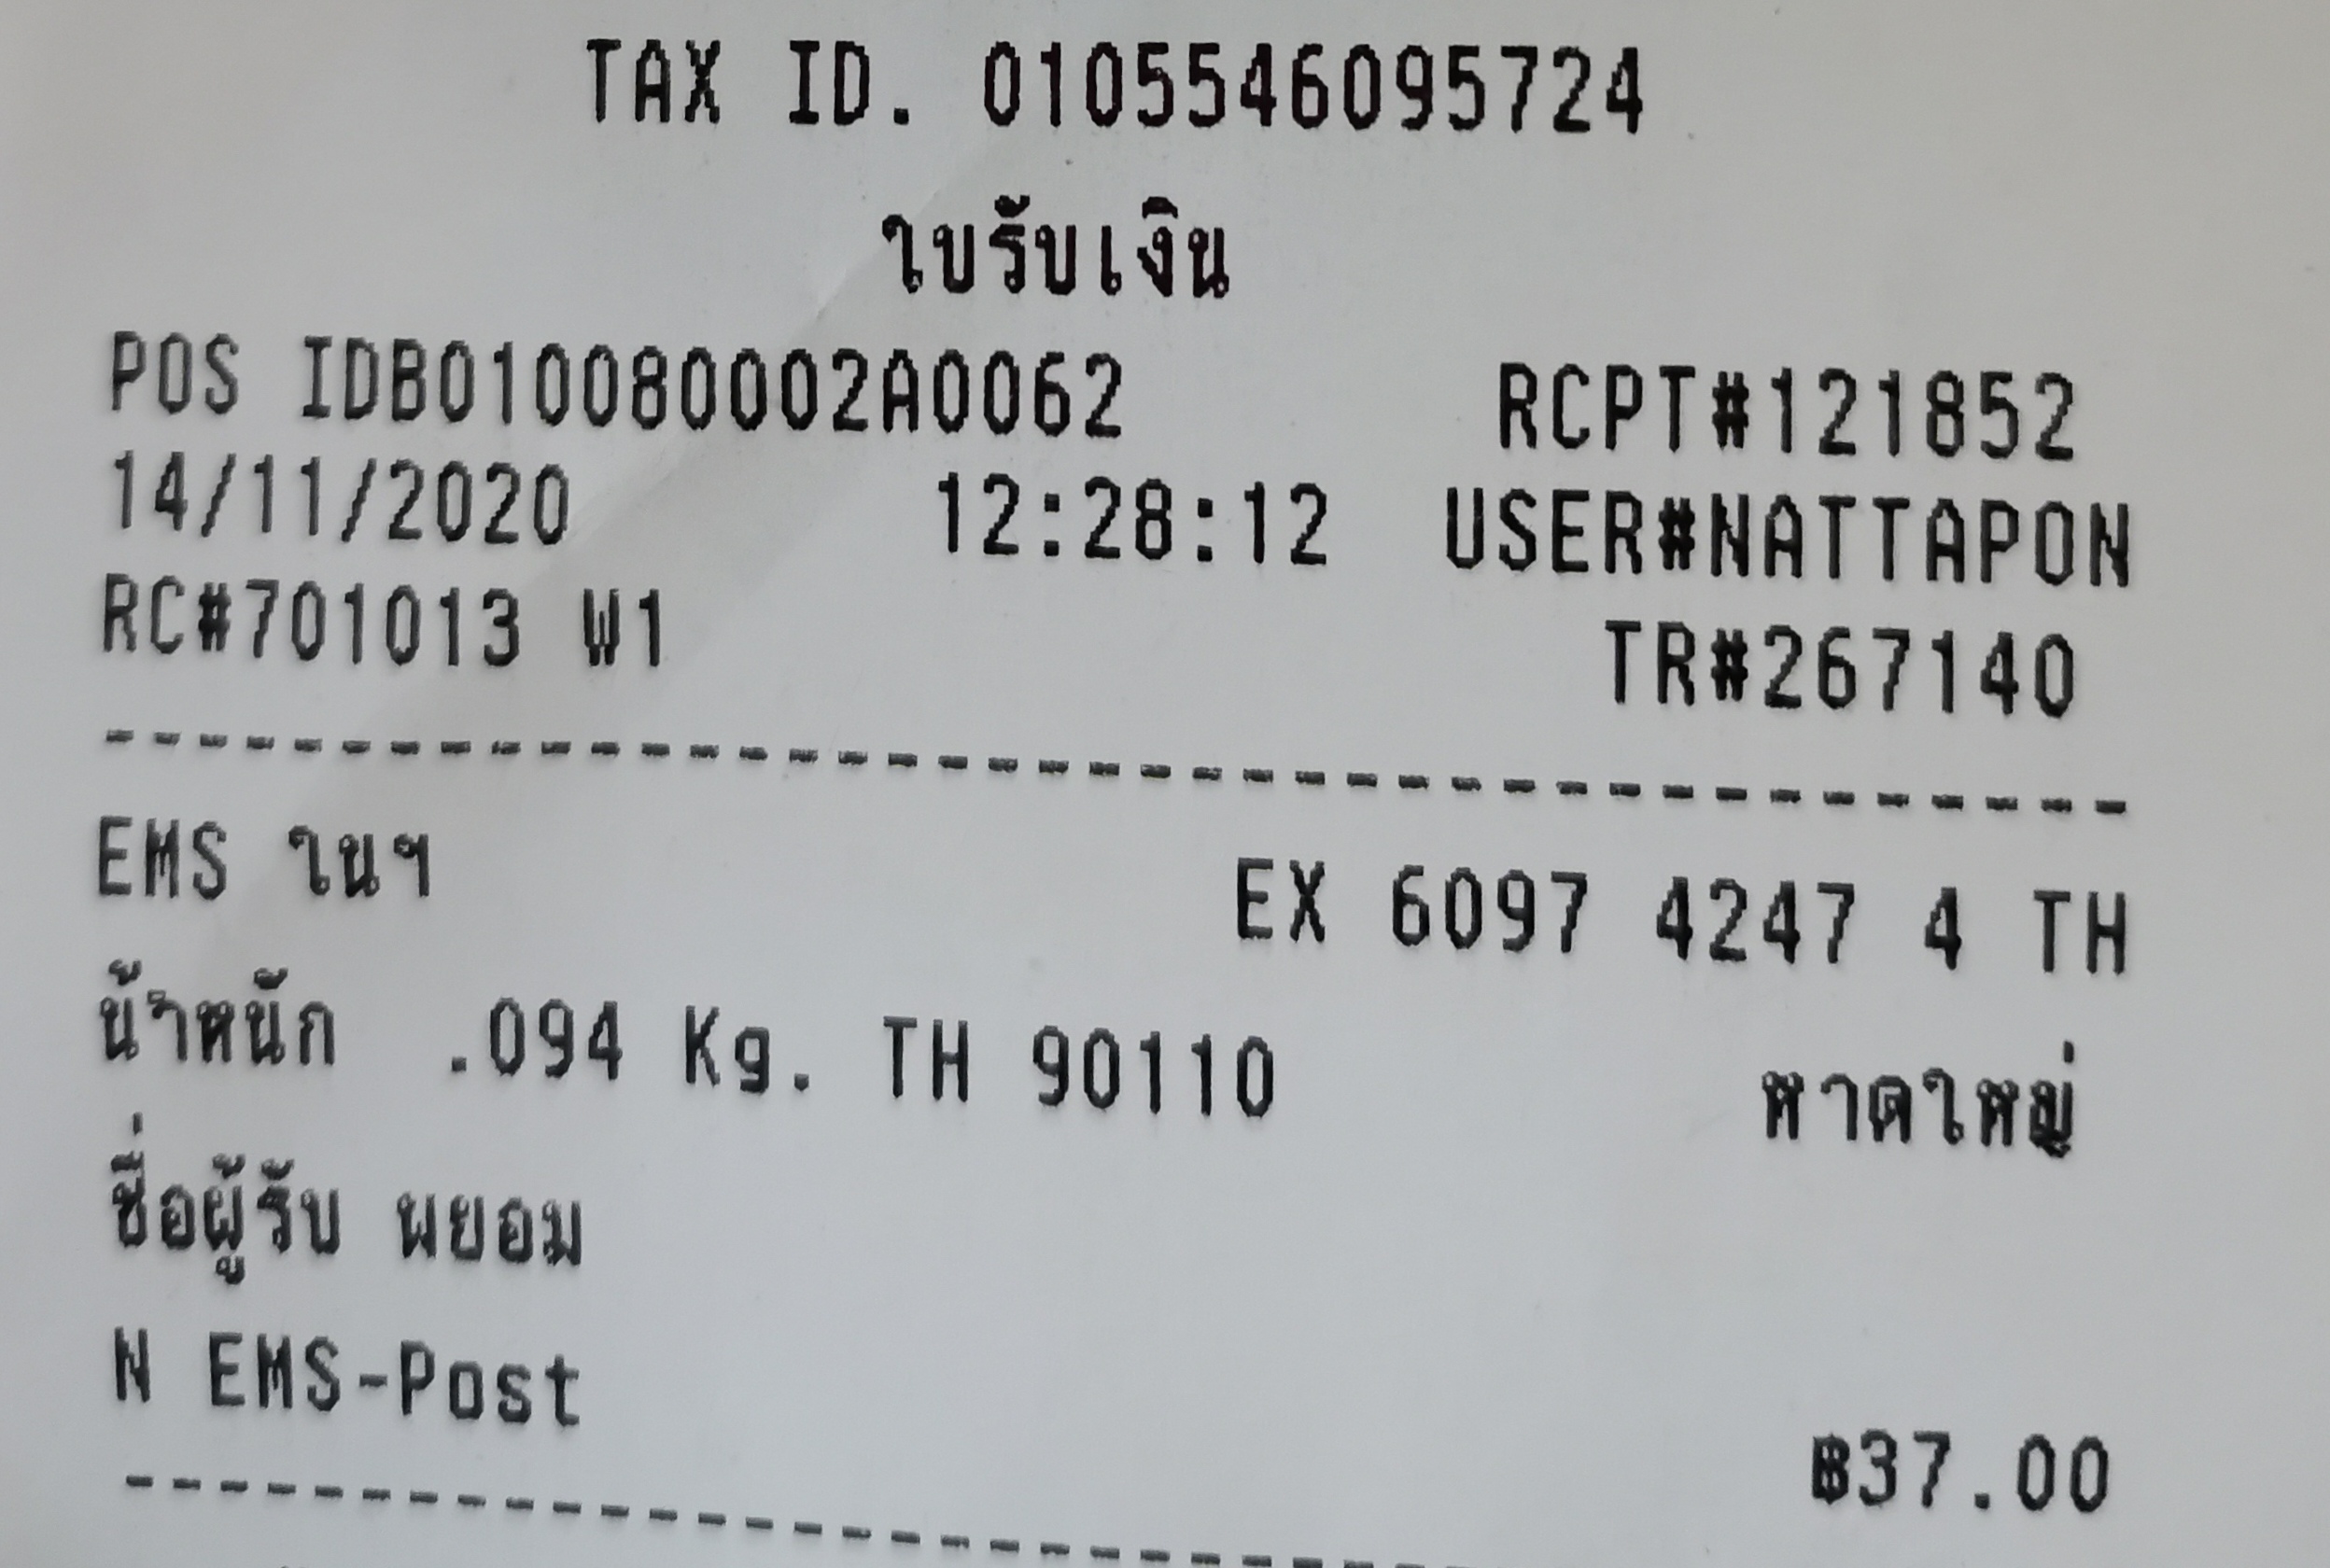 TAX ID. 0105546095724
ใบรับเงิน
POS IDB010080002A0062 RCPT#121852
14/11/2020 12:28:12 USER#NATTAPON
RC#701013 W1 TR#267140
EMS ในฯ EX 6097 4247 4 TH
น้ำหนัก .094 Kg. TH 90110 หาดใหญ่
ชื่อผู้รับ พยอม
N EMS-Post
฿37.00